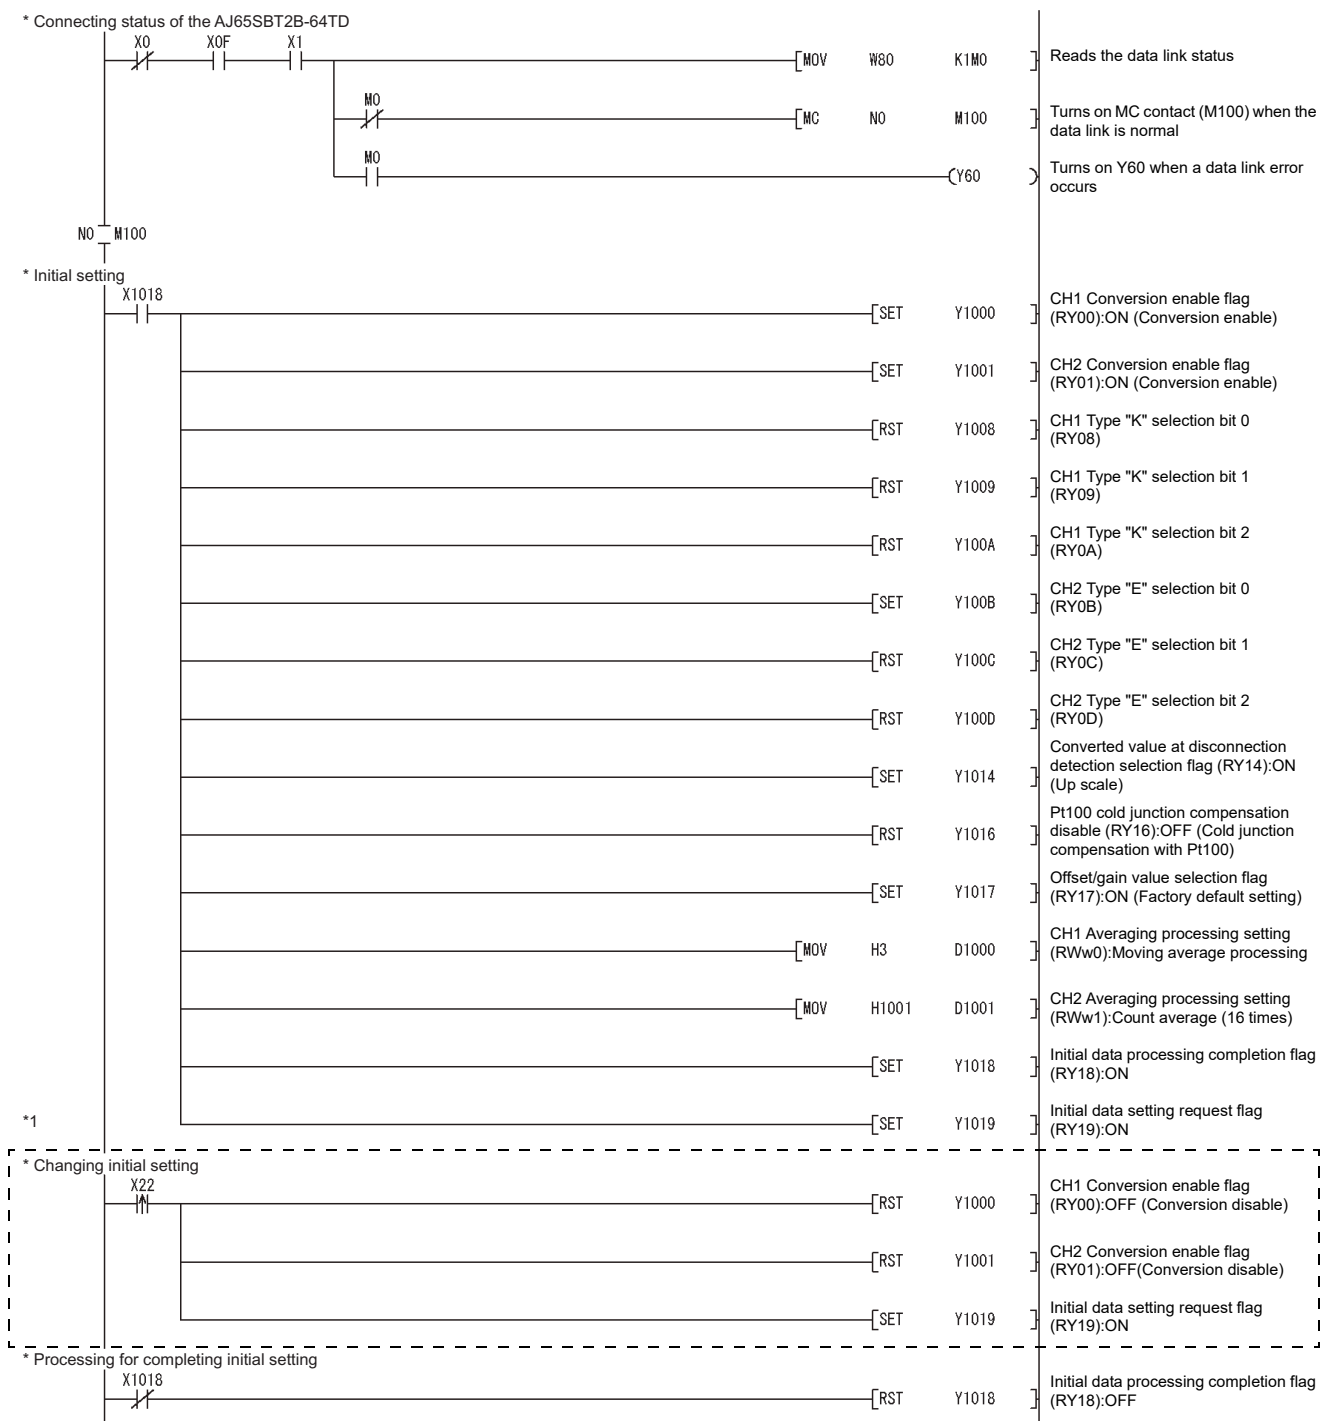 * Connecting status of the AJ65SBT2B-64TD
X0 X0F X1
MOV W80 K1M0 Reads the data link status
M0
MC N0 M100 Turns on MC contact (M100) when the
data link is normal
M0
Y60 Turns on Y60 when a data link error
occurs
N0 M100
* Initial setting
X1018
SET Y1000 CH1 Conversion enable flag
(RY00):ON (Conversion enable)
SET Y1001 CH2 Conversion enable flag
(RY01):ON (Conversion enable)
RST Y1008 CH1 Type "K" selection bit 0
(RY08)
RST Y1009 CH1 Type "K" selection bit 1
(RY09)
RST Y100A CH1 Type "K" selection bit 2
(RY0A)
SET Y100B CH2 Type "E" selection bit 0
(RY0B)
RST Y100C CH2 Type "E" selection bit 1
(RY0C)
RST Y100D CH2 Type "E" selection bit 2
(RY0D)
Converted value at disconnection
SET Y1014 detection selection flag (RY14):ON
(Up scale)
Pt100 cold junction compensation
RST Y1016 disable (RY16):OFF (Cold junction
compensation with Pt100)
SET Y1017 Offset/gain value selection flag
(RY17):ON (Factory default setting)
MOV H3 D1000 CH1 Averaging processing setting
(RWw0):Moving average processing
MOV H1001 D1001 CH2 Averaging processing setting
(RWw1):Count average (16 times)
SET Y1018 Initial data processing completion flag
(RY18):ON
*1
SET Y1019 Initial data setting request flag
(RY19):ON
* Changing initial setting
X22
RST Y1000 CH1 Conversion enable flag
(RY00):OFF (Conversion disable)
RST Y1001 CH2 Conversion enable flag
(RY01):OFF(Conversion disable)
SET Y1019 Initial data setting request flag
(RY19):ON
* Processing for completing initial setting
X1018
RST Y1018 Initial data processing completion flag
(RY18):OFF